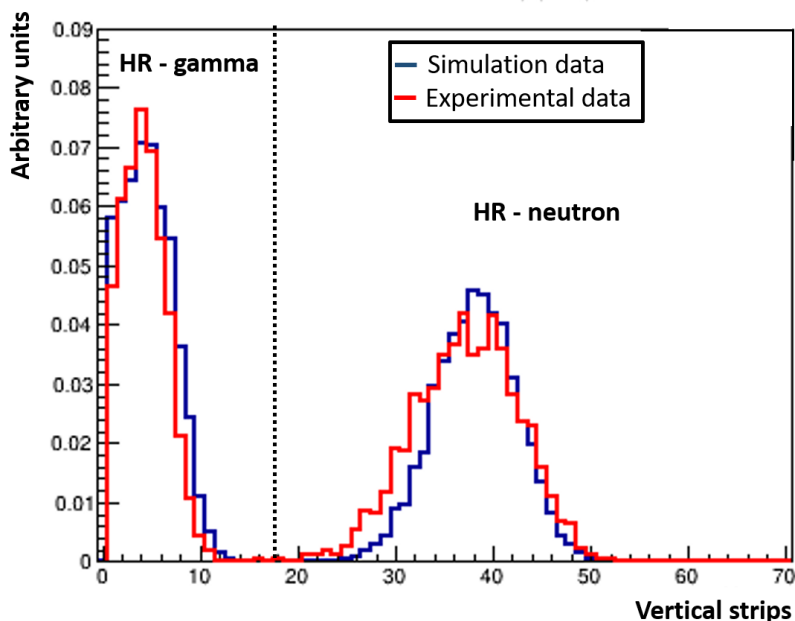 Arbitrary units
0.09
0.08
0.07
0.06
0.05
0.04
0.03
0.02
0.01
0
HR - gamma
Simulation data
Experimental data
HR - neutron
0 10 20 30 40 50 60 70
Vertical strips